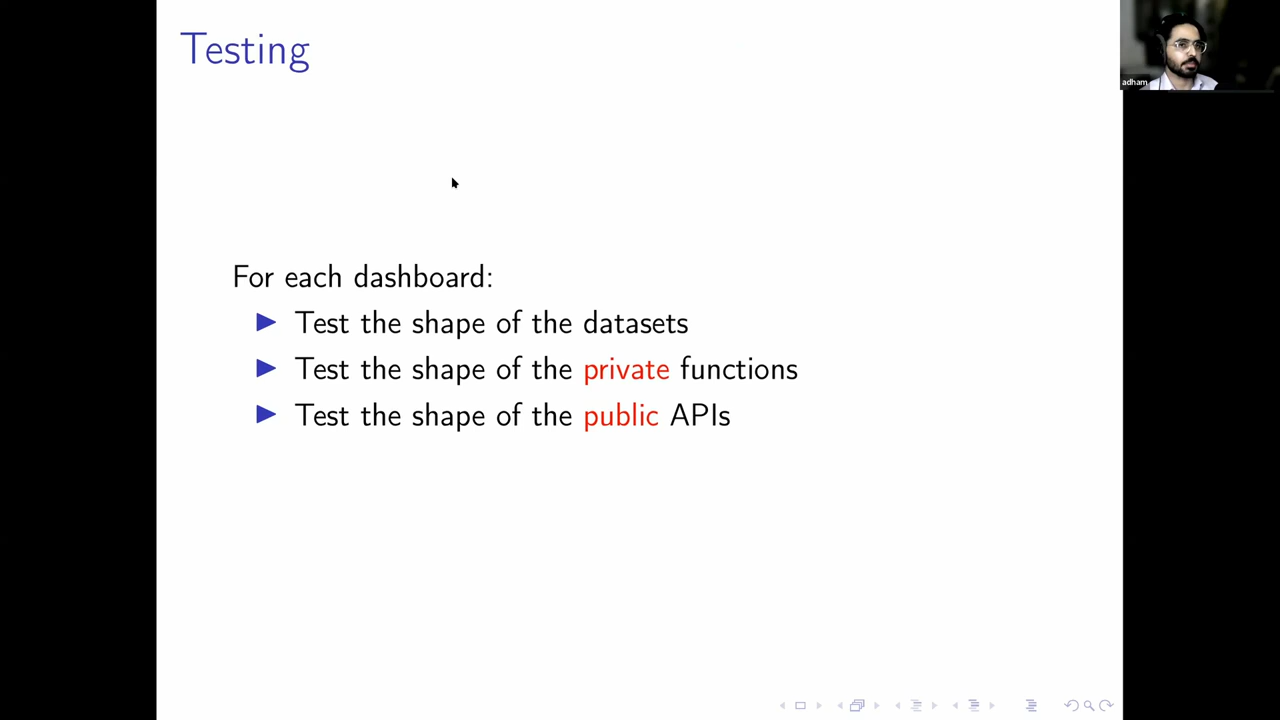 Testing
adham
For each dashboard:
Test the shape of the datasets
Test the shape of the private functions
Test the shape of the public APIs